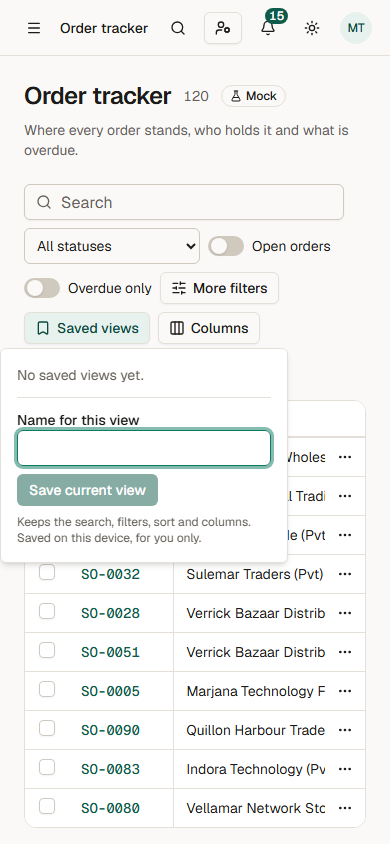 Order tracker
15
MT
Order tracker 120 Mock
Where every order stands, who holds it and what is
overdue.
Search
All statuses Open orders
Overdue only More filters
Saved views Columns
No saved views yet.
Name for this view
Save current view
Keeps the search, filters, sort and columns.
Saved on this device, for you only.
SO-0032 Sulemar Traders (Pvt)
SO-0028 Verrick Bazaar Distrib
SO-0051 Verrick Bazaar Distrib
SO-0005 Marjana Technology F
SO-0090 Quillon Harbour Trade
SO-0083 Indora Technology (Pv
SO-0080 Vellamar Network Sto